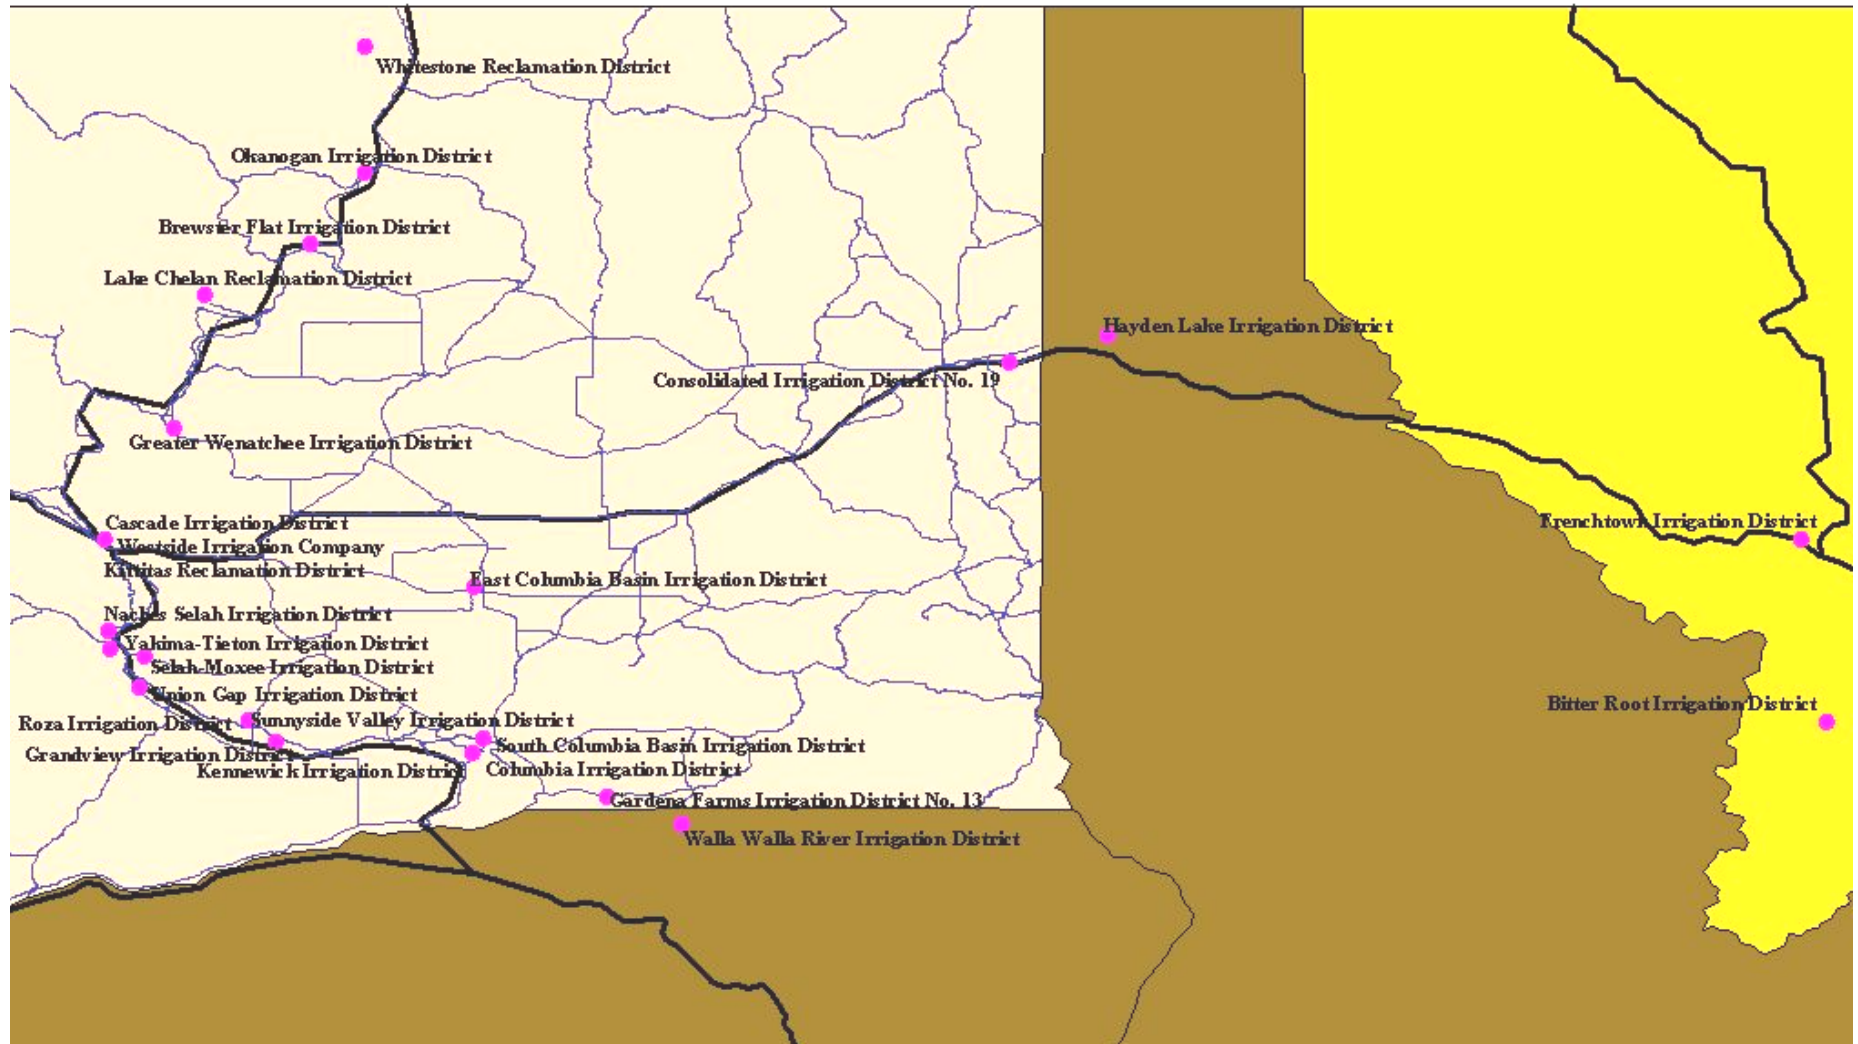 Whitestone Reclamation District
Okanogan Irrigation District
Brewster Flat Irrigation District
Lake Chelan Reclamation District
Hayden Lake Irrigation District
Consolidated Irrigation District No. 19
Greater Wenatchee Irrigation District
Cascade Irrigation District
Frenchtown Irrigation District
Westside Irrigation Company
Kittitas Reclamation District
East Columbia Basin Irrigation District
Naches Selah Irrigation District
Yakima-Tieton Irrigation District
Selah-Moxee Irrigation District
Union Gap Irrigation District
Bitter Root Irrigation District
Roza Irrigation District
Sunnyside Valley Irrigation District
South Columbia Basin Irrigation District
Grandview Irrigation District
Kennewick Irrigation District
Columbia Irrigation District
Gardena Farms Irrigation District No. 13
Walla Walla River Irrigation District